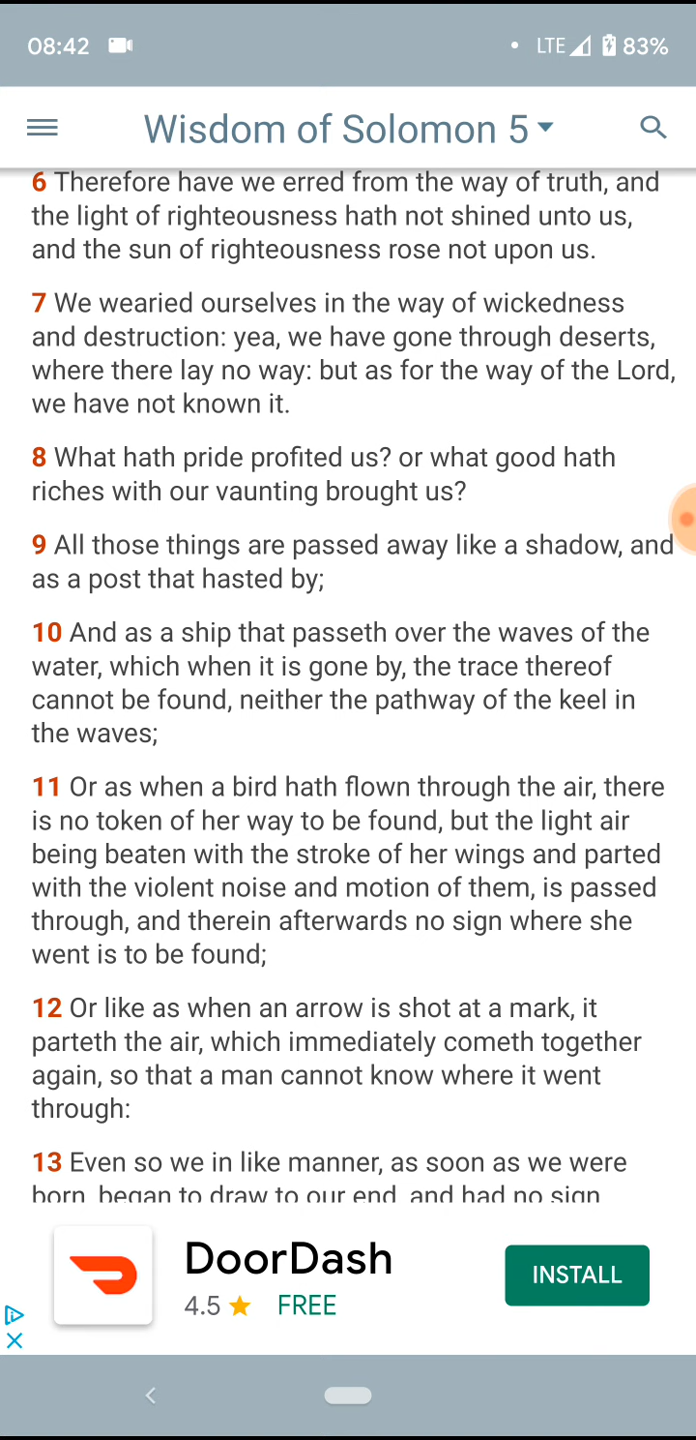 08:42
LTE 83%
Wisdom of Solomon 5
6 Therefore have we erred from the way of truth, and
the light of righteousness hath not shined unto us,
and the sun of righteousness rose not upon us.
7 We wearied ourselves in the way of wickedness
and destruction: yea, we have gone through deserts,
where there lay no way: but as for the way of the Lord,
we have not known it.
8 What hath pride profited us? or what good hath
riches with our vaunting brought us?
9 All those things are passed away like a shadow, and
as a post that hasted by;
10 And as a ship that passeth over the waves of the
water, which when it is gone by, the trace thereof
cannot be found, neither the pathway of the keel in
the waves;
11 Or as when a bird hath flown through the air, there
is no token of her way to be found, but the light air
being beaten with the stroke of her wings and parted
with the violent noise and motion of them, is passed
through, and therein afterwards no sign where she
went is to be found;
12 Or like as when an arrow is shot at a mark, it
parteth the air, which immediately cometh together
again, so that a man cannot know where it went
through:
13 Even so we in like manner, as soon as we were
born, began to draw to our end, and had no sign
DoorDash
4.5 ★ FREE
INSTALL